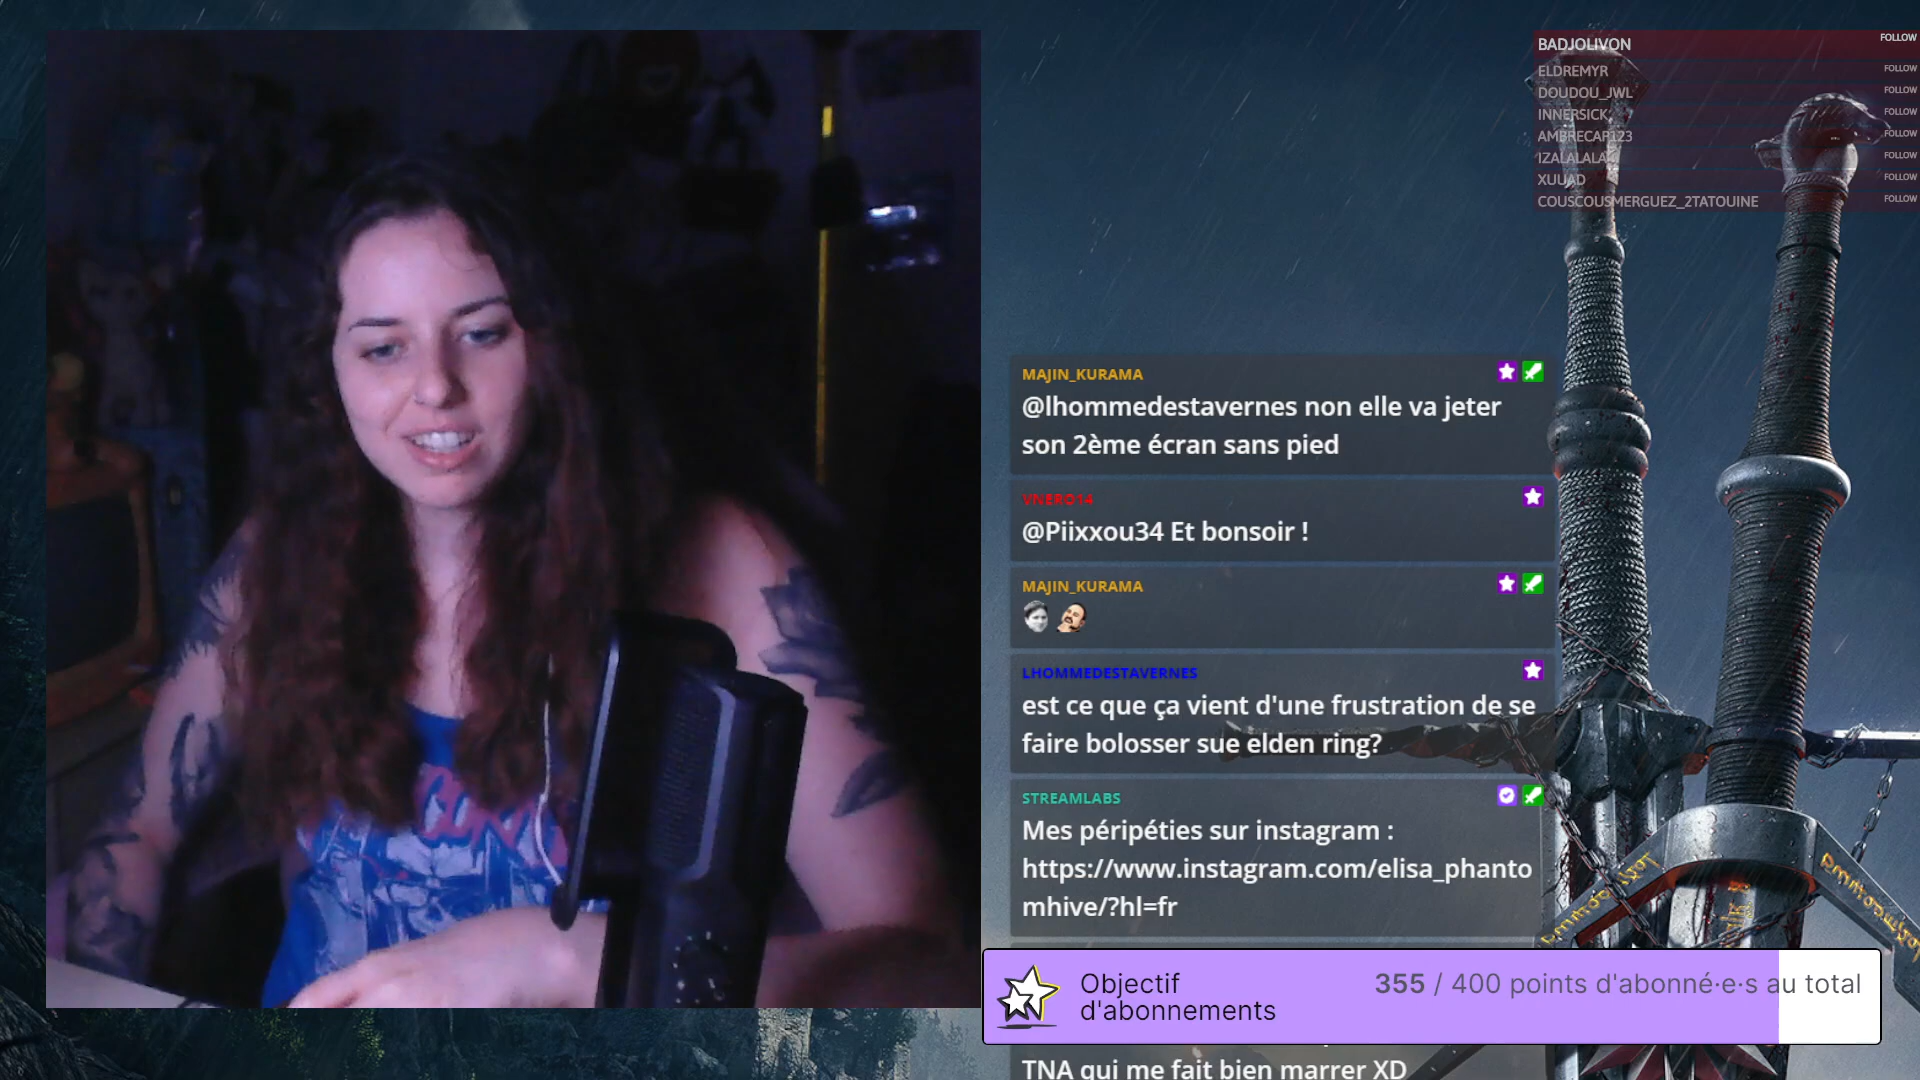 BADJOLIVON FOLLOW
ELDREMYR FOLLOW
DOUDOU_JWL FOLLOW
INNERSICK FOLLOW
AMBRECAP123 FOLLOW
IZALALALA FOLLOW
XUUAD FOLLOW
COUSCOUSMERGUEZ_2TATOUINE FOLLOW
MAJIN_KURAMA
@lhommedestavernes non elle va jeter
son 2ème écran sans pied
VNERO14
@Piixxou34 Et bonsoir !
MAJIN_KURAMA
LHOMMEDESTAVERNES
est ce que ça vient d'une frustration de se
faire bolosser sue elden ring?
STREAMLABS
Mes péripéties sur instagram :
https://www.instagram.com/elisa_phanto
mhive/?hl=fr
Objectif
d'abonnements
355 / 400 points d'abonné·e·s au total
TNA qui me fait bien marrer XD